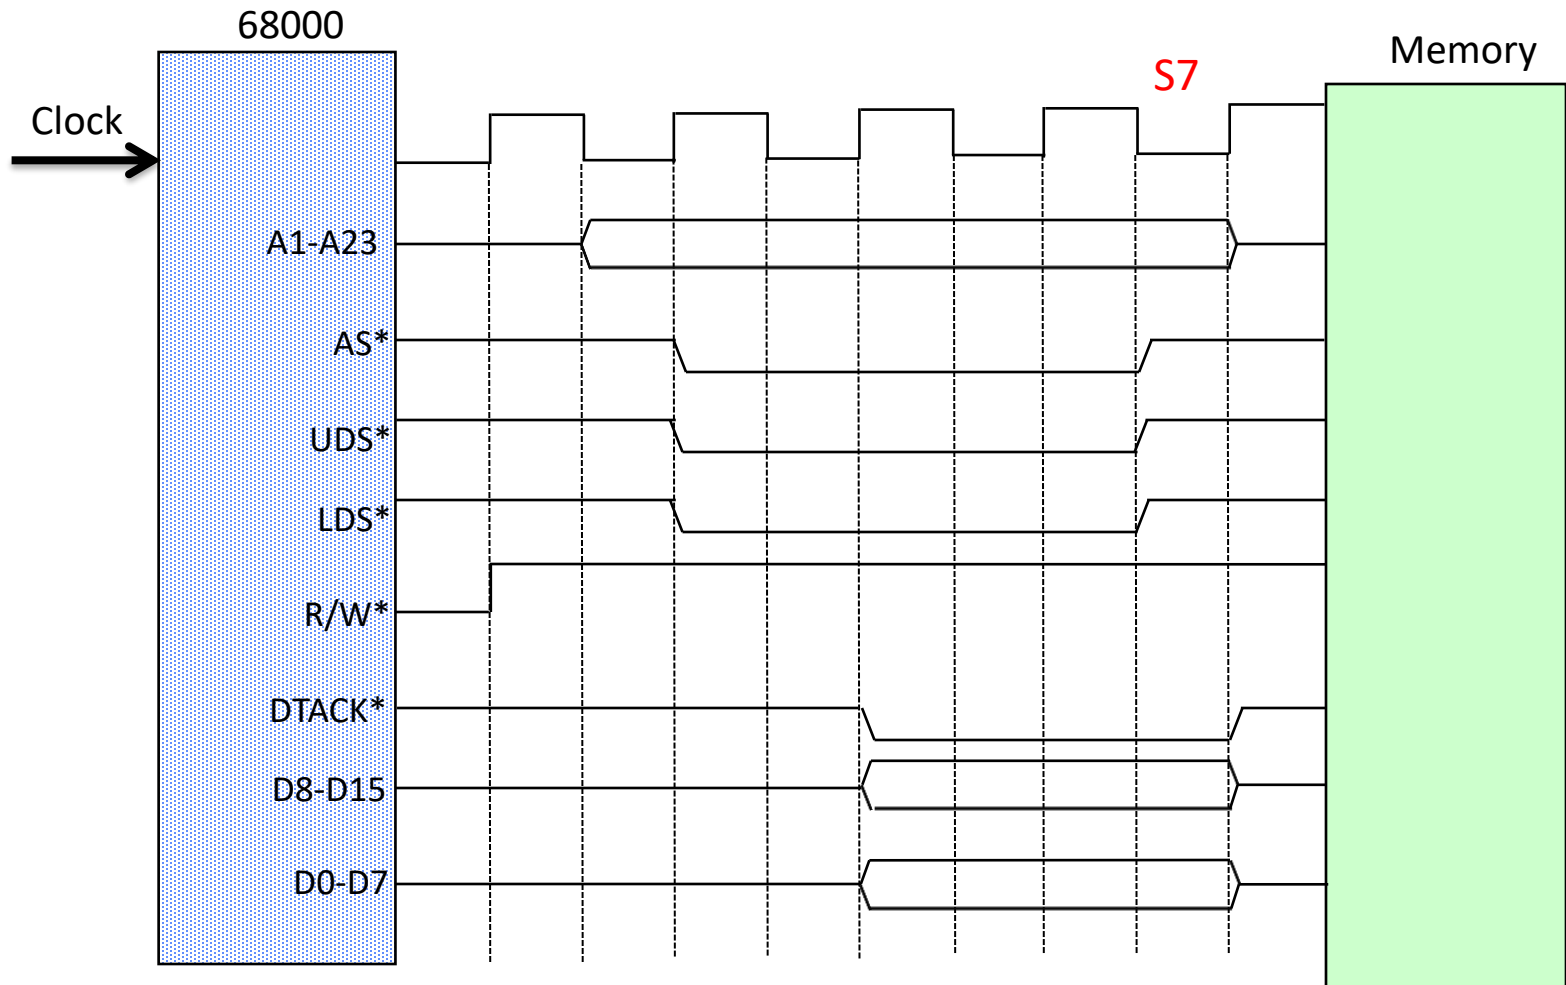 68000
Memory
S7
Clock
A1-A23
AS*
UDS*
LDS*
R/W*
DTACK*
D8-D15
D0-D7